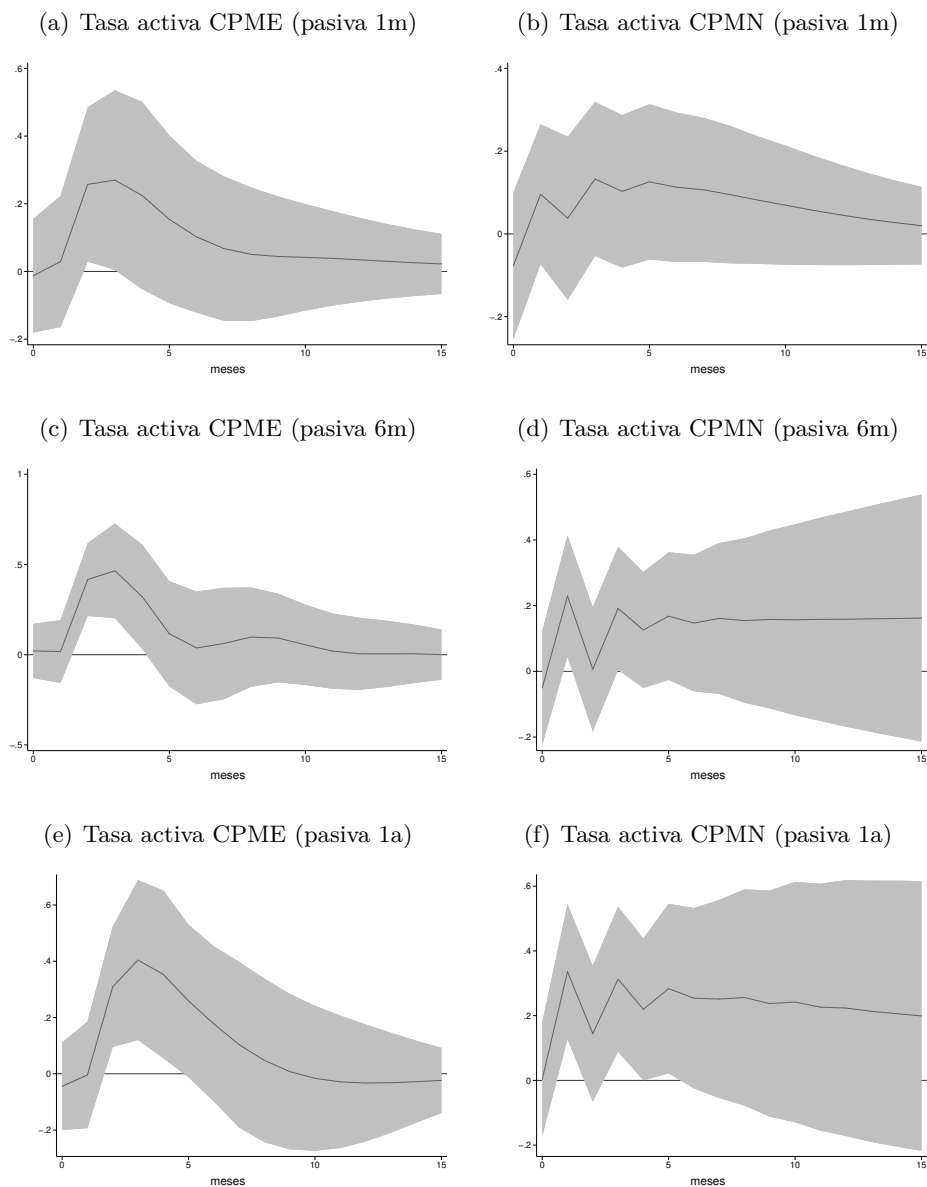 (a) Tasa activa CPME (pasiva 1m)
.6
.4
.2
0
-.2
0 5 10 15
meses
(b) Tasa activa CPMN (pasiva 1m)
.4
.2
0
-.2
0 5 10 15
meses
(c) Tasa activa CPME (pasiva 6m)
1
.5
0
-.5
0 5 10 15
meses
(d) Tasa activa CPMN (pasiva 6m)
.6
.4
.2
0
-.2
0 5 10 15
meses
(e) Tasa activa CPME (pasiva 1a)
.6
.4
.2
0
-.2
0 5 10 15
meses
(f) Tasa activa CPMN (pasiva 1a)
.6
.4
.2
0
-.2
0 5 10 15
meses